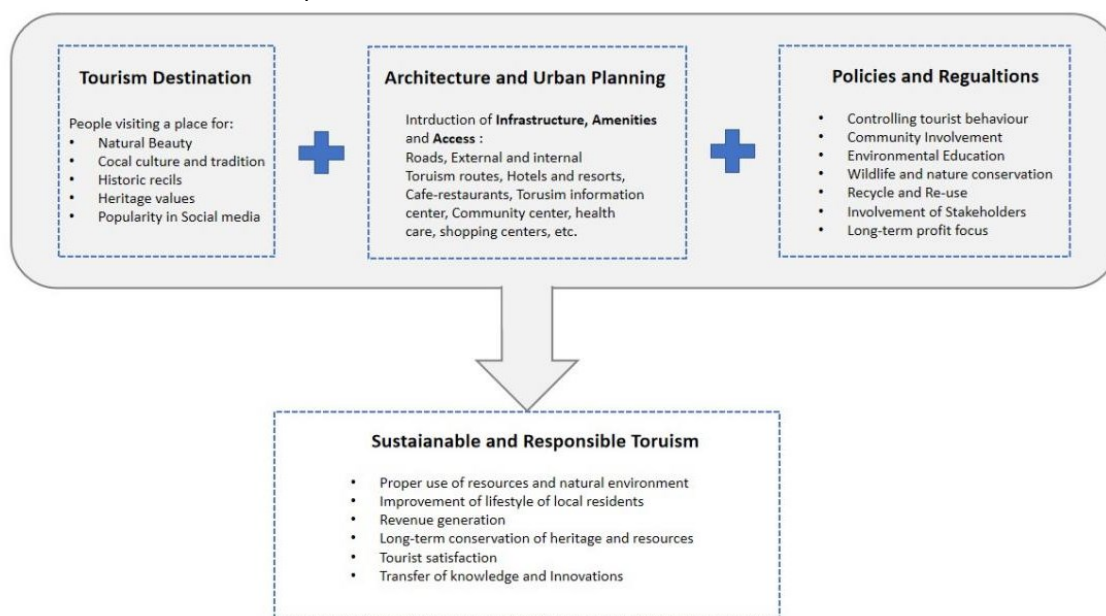 Tourism Destination
People visiting a place for:
• Natural Beauty
• Cocal culture and tradition
• Historic recils
• Heritage values
• Popularity in Social media
Architecture and Urban Planning
Intrduction of Infrastructure, Amenities
and Access :
Roads, External and internal
Toruism routes, Hotels and resorts,
Cafe-restaurants, Torusim information
center, Community center, health
care, shopping centers, etc.
Policies and Regualtions
• Controlling tourist behaviour
• Community Involvement
• Environmental Education
• Wildlife and nature conservation
• Recycle and Re-use
• Involvement of Stakeholders
• Long-term profit focus
Sustaianable and Responsible Toruism
• Proper use of resources and natural environment
• Improvement of lifestyle of local residents
• Revenue generation
• Long-term conservation of heritage and resources
• Tourist satisfaction
• Transfer of knowledge and Innovations